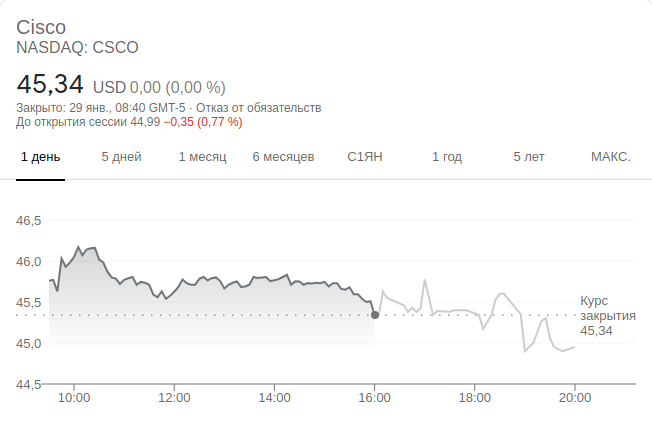 Cisco
NASDAQ: CSCO
45,34 USD 0,00 (0,00 %)
Закрыто: 29 янв., 08:40 GMT-5 · Отказ от обязательств
До открытия сессии 44,99 −0,35 (0,77 %)
1 день 5 дней 1 месяц 6 месяцев С1ЯН 1 год 5 лет МАКС.
46,5
46,0
45,5
45,0
44,5
Курс
закрытия
45,34
10:00 12:00 14:00 16:00 18:00 20:00